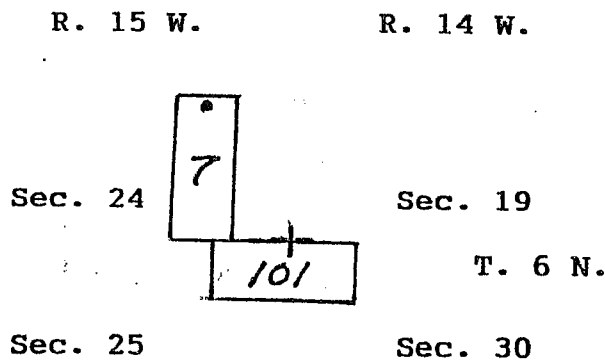 R. 15 W. R. 14 W.
7
Sec. 24 Sec. 19
101 T. 6 N.
Sec. 25 Sec. 30